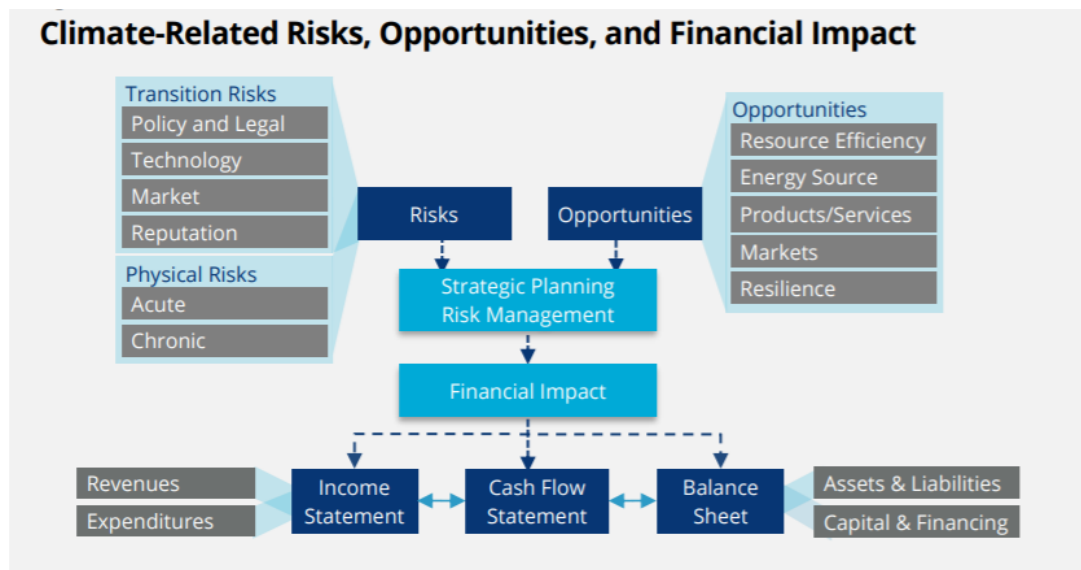 Climate-Related Risks, Opportunities, and Financial Impact
Transition Risks
Policy and Legal
Technology
Market
Reputation
Physical Risks
Acute
Chronic
Risks
Opportunities
Opportunities
Resource Efficiency
Energy Source
Products/Services
Markets
Resilience
Strategic Planning
Risk Management
Financial Impact
Revenues
Expenditures
Income
Statement
Cash Flow
Statement
Balance
Sheet
Assets & Liabilities
Capital & Financing